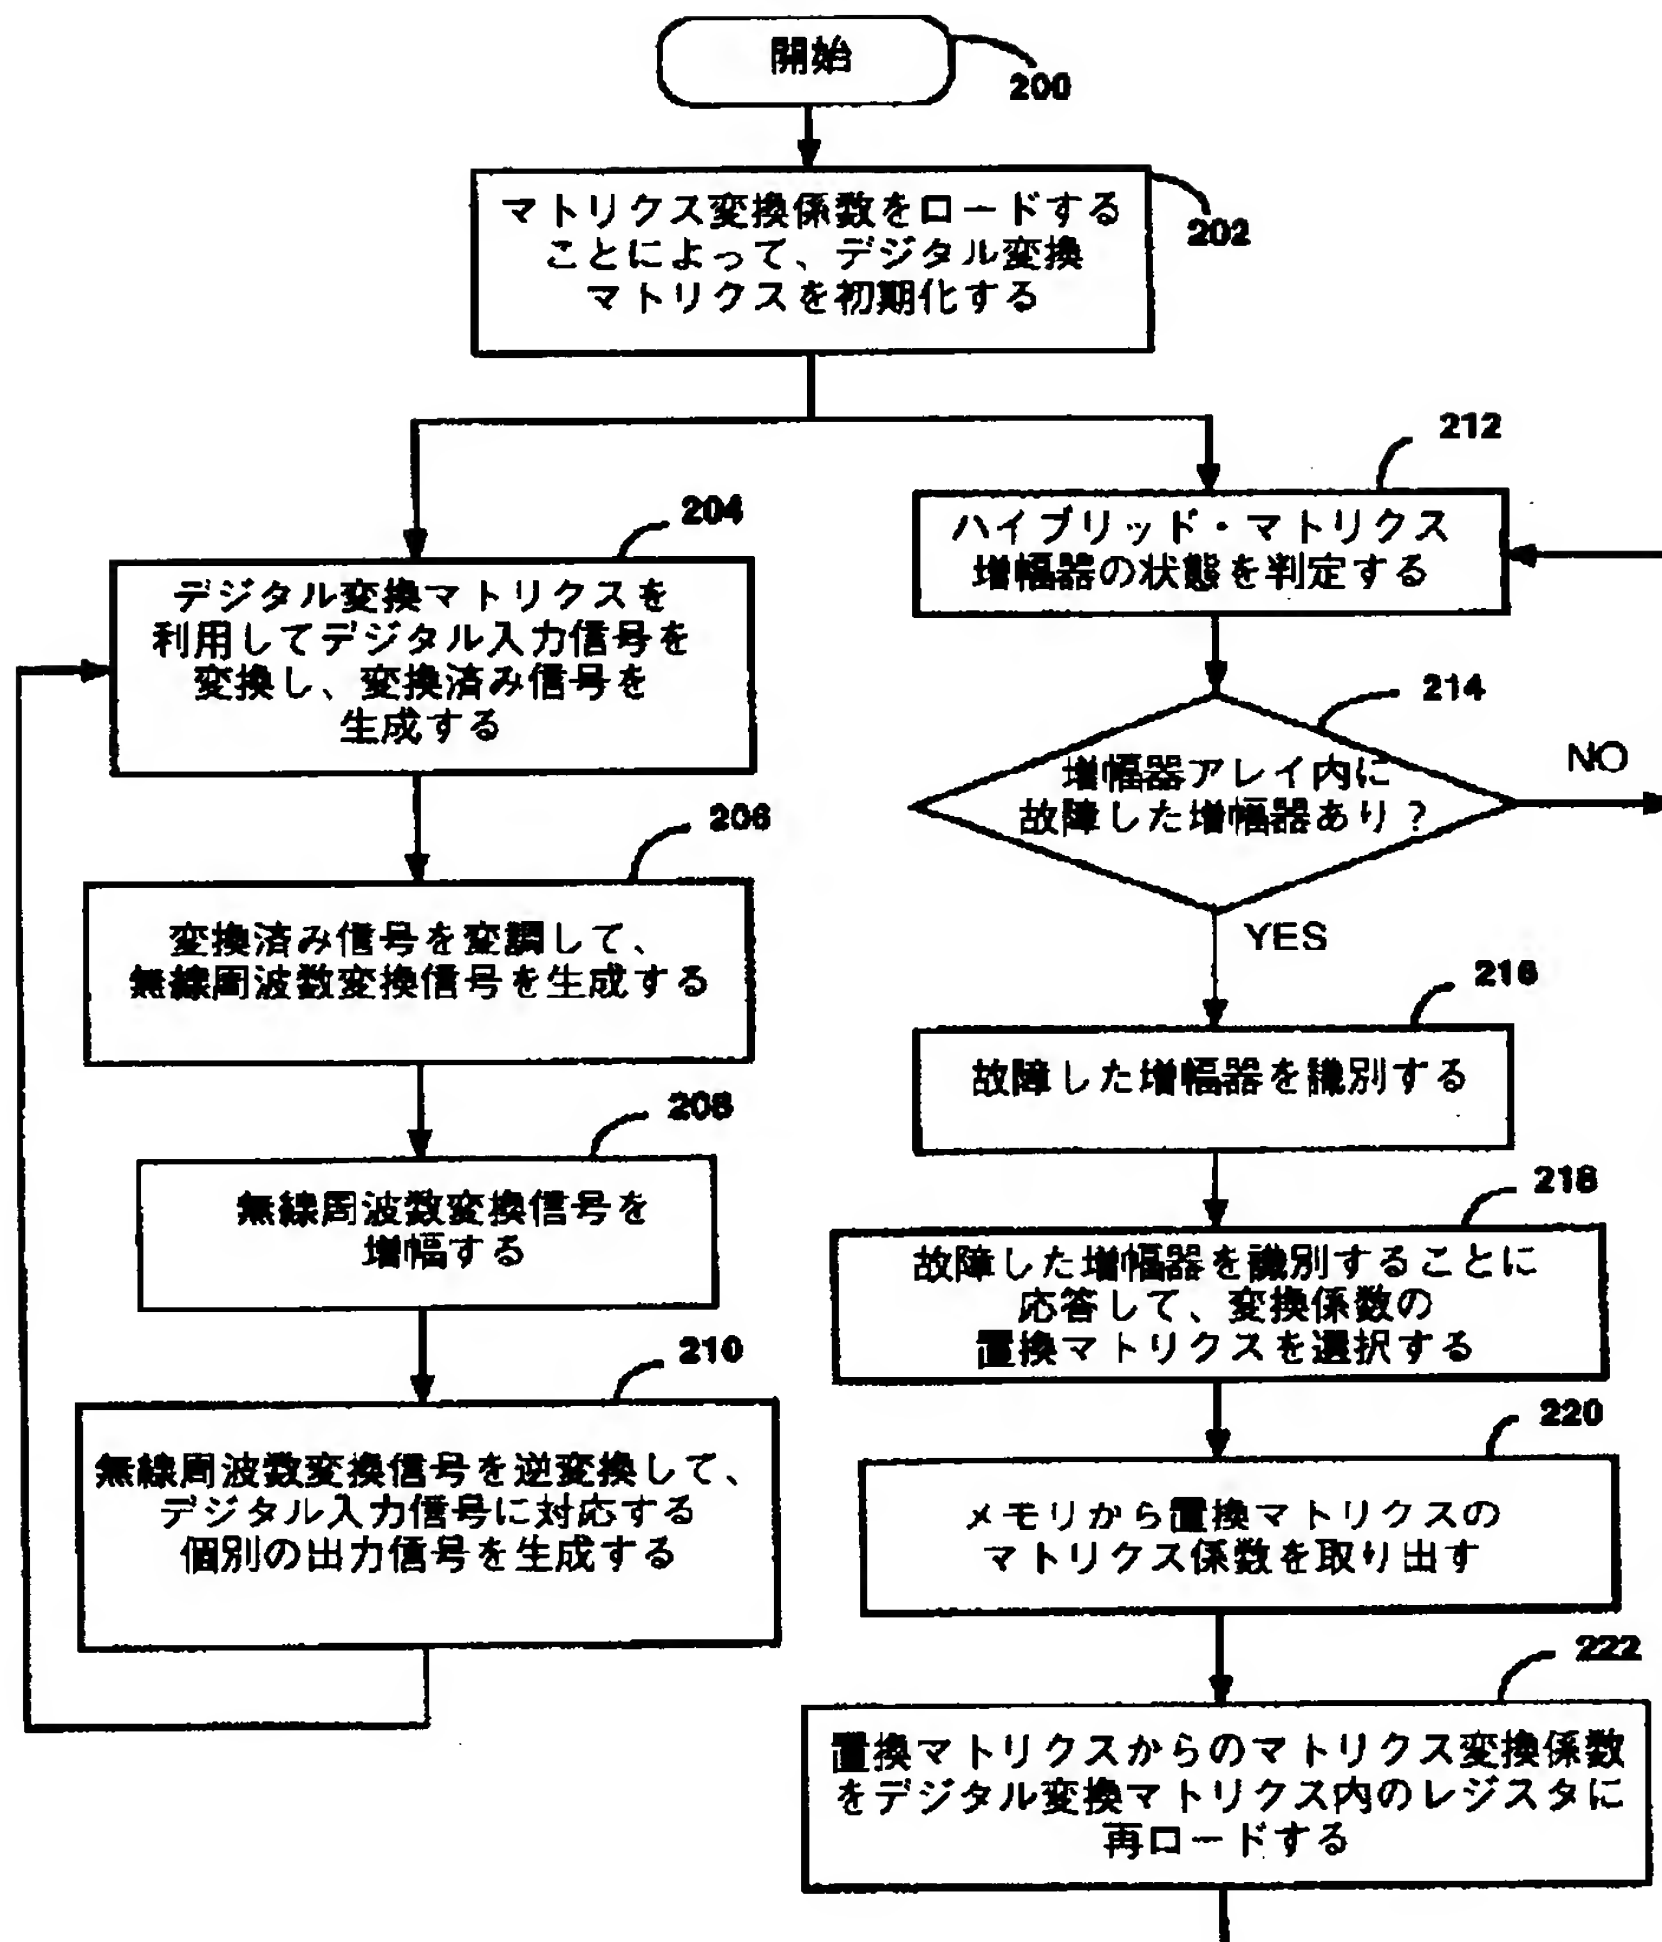 開始
200
マトリクス変換係数をロードする
ことによって、デジタル変換
マトリクスを初期化する
202
204
デジタル変換マトリクスを
利用してデジタル入力信号を
変換し、変換済み信号を
生成する
206
変換済み信号を変調して、
無線周波数変換信号を生成する
208
無線周波数変換信号を
増幅する
210
無線周波数変換信号を逆変換して、
デジタル入力信号に対応する
個別の出力信号を生成する
212
ハイブリッド・マトリクス
増幅器の状態を判定する
214
増幅器アレイ内に
故障した増幅器あり?
NO
YES
216
故障した増幅器を識別する
218
故障した増幅器を識別することに
応答して、変換係数の
置換マトリクスを選択する
220
メモリから置換マトリクスの
マトリクス係数を取り出す
222
置換マトリクスからのマトリクス変換係数
をデジタル変換マトリクス内のレジスタに
再ロードする